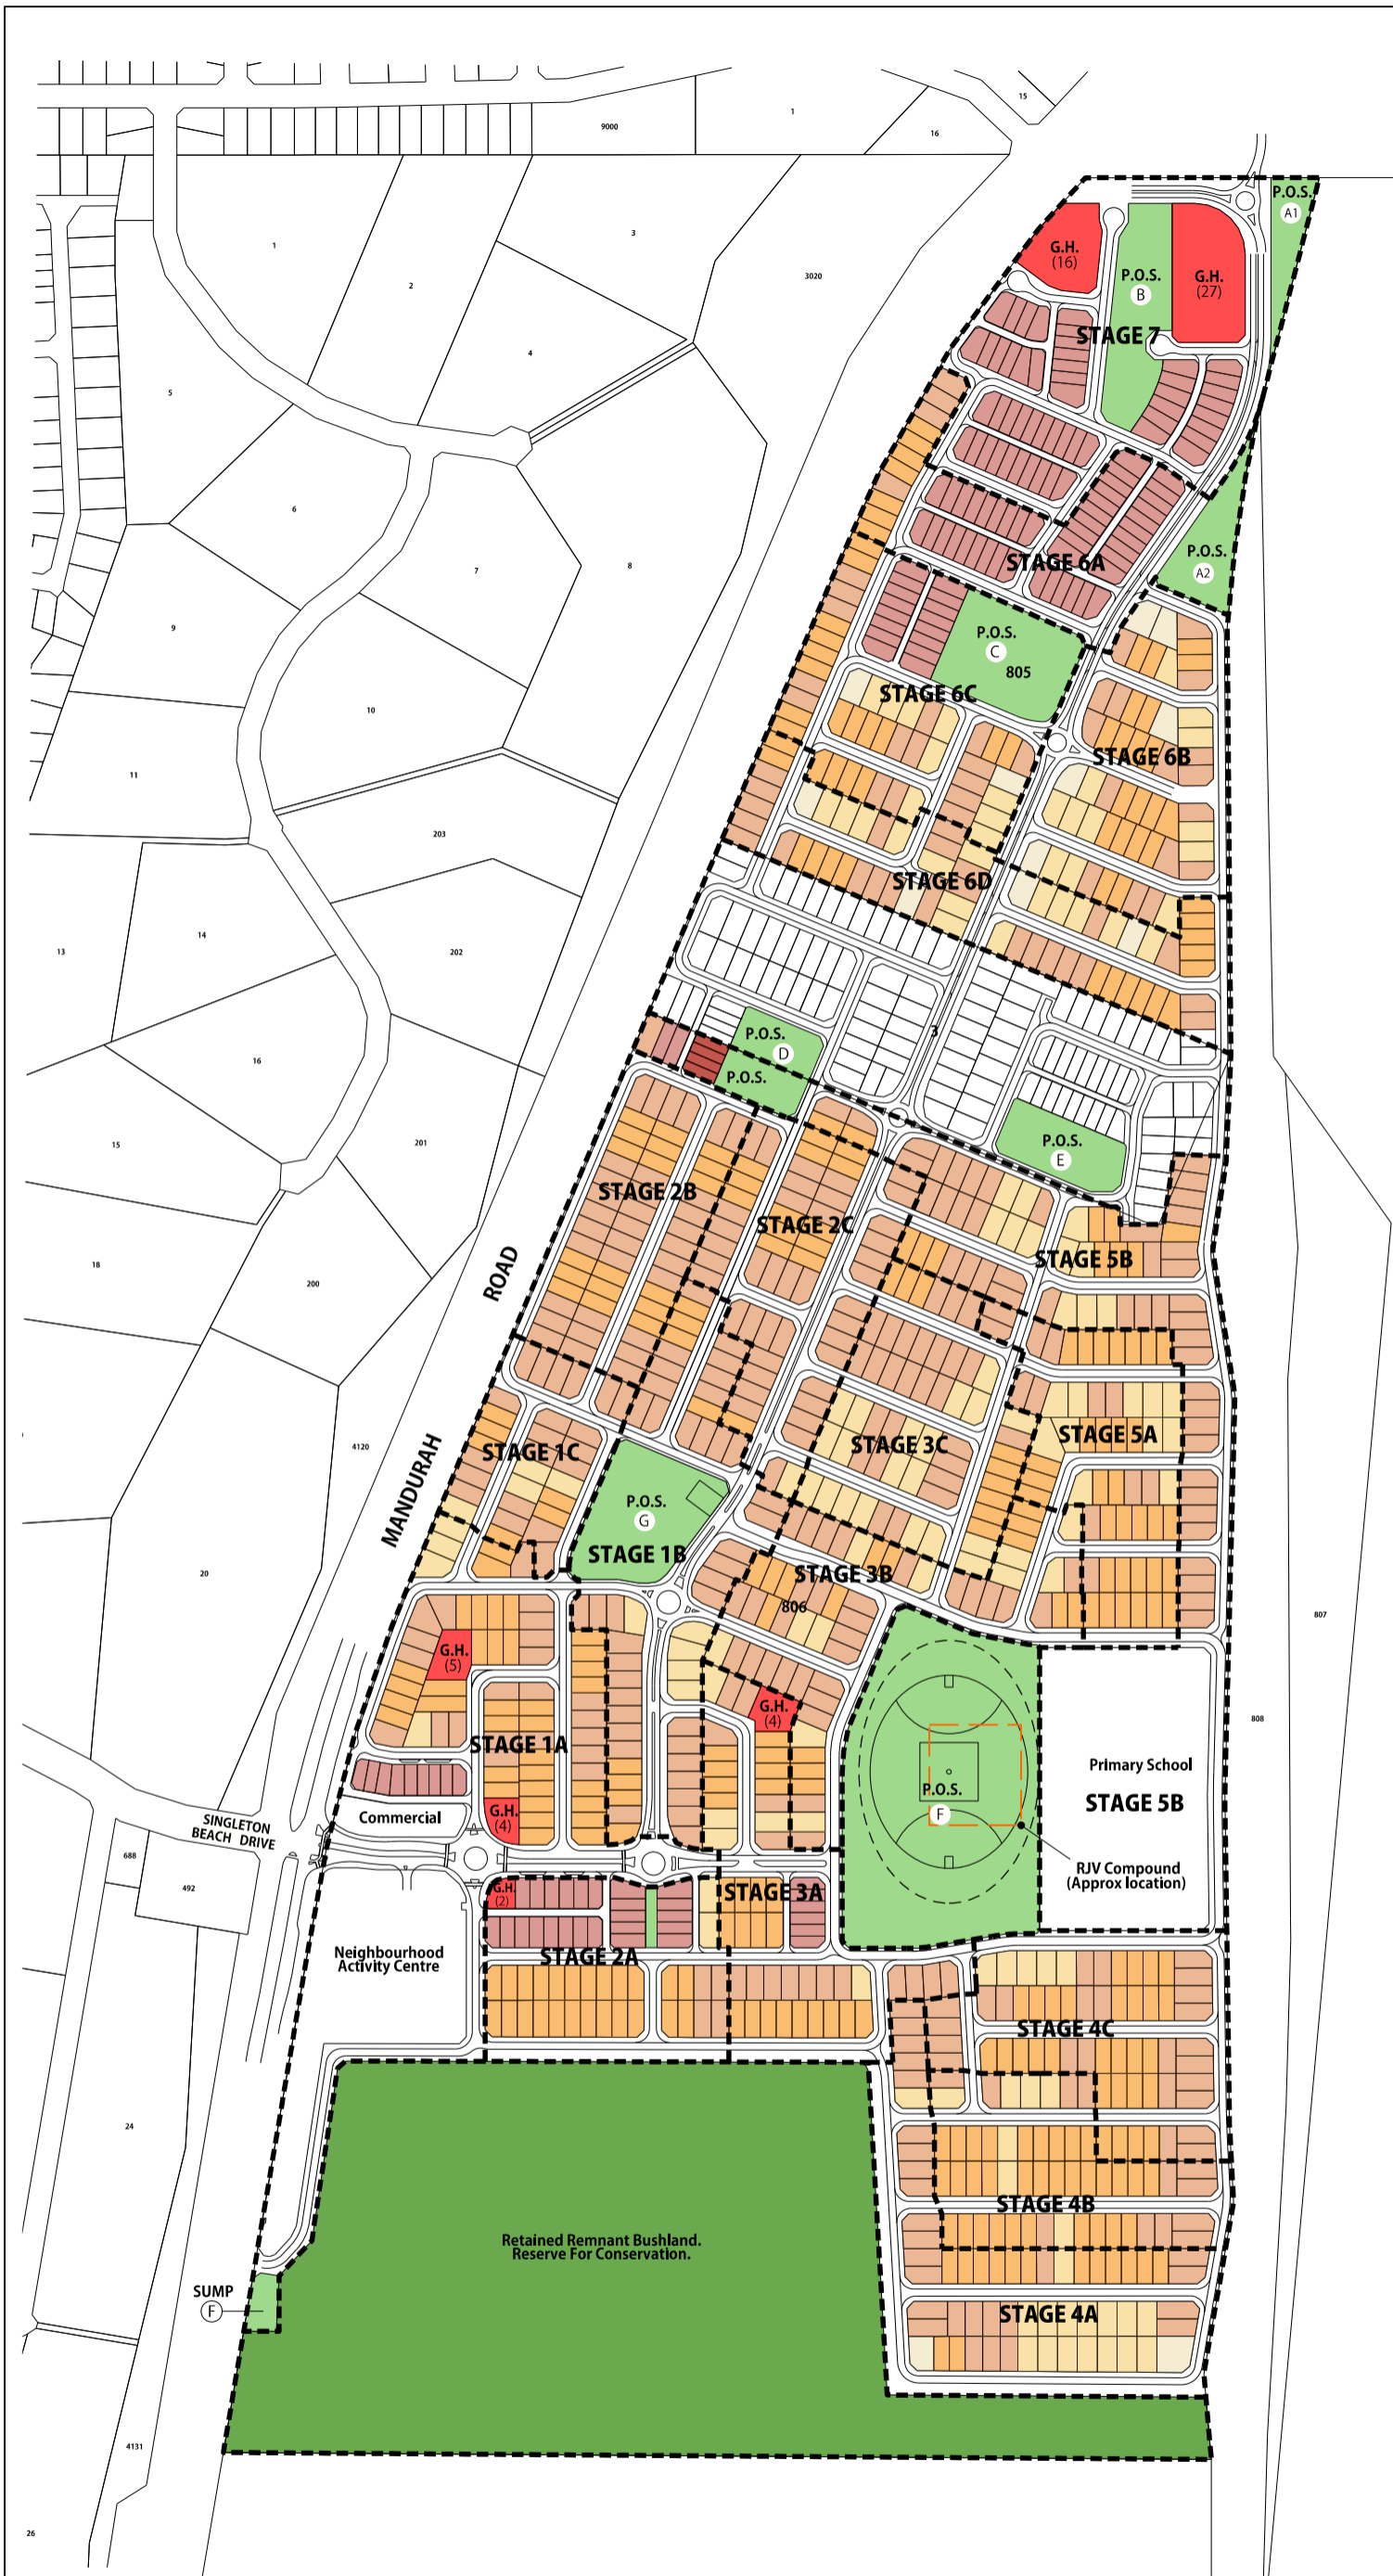 15
1
9000
16
P.O.S.
A1
3
1
G.H.
(16)
P.O.S.
B
G.H.
(27)
3020
2
STAGE 7
4
5
6
P.O.S.
A2
STAGE 6A
8
7
9
P.O.S.
C
805
STAGE 6C
10
STAGE 6B
11
203
STAGE 6D
14
13
202
3
P.O.S.
D
16
P.O.S.
15
201
P.O.S.
E
STAGE 2B
STAGE 2C
18
STAGE 5B
ROAD
200
STAGE 5A
STAGE 3C
4120
STAGE 1C
MANDURAH
P.O.S.
G
STAGE 1B
20
STAGE 3B
806
807
G.H.
(5)
G.H.
(4)
808
STAGE 1A
Primary School
STAGE 5B
P.O.S.
F
Commercial
G.H.
(4)
SINGLETON
BEACH DRIVE
688
RJV Compound
(Approx location)
492
G.H.
(2)
STAGE 3A
Neighbourhood
Activity Centre
STAGE 2A
STAGE 4C
24
STAGE 4B
Retained Remnant Bushland.
Reserve For Conservation.
SUMP
F
STAGE 4A
4131
26